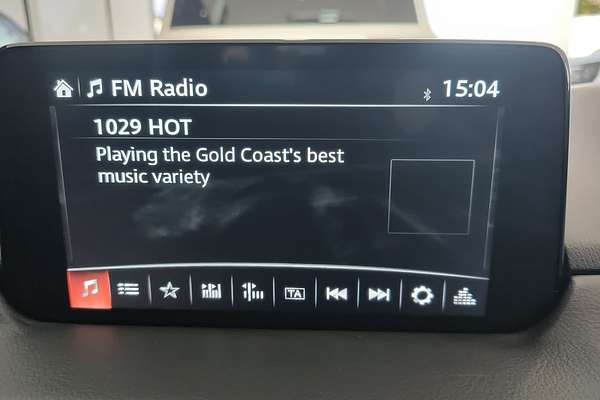 FM Radio
15:04
1029 HOT
Playing the Gold Coast's best
music variety
TA